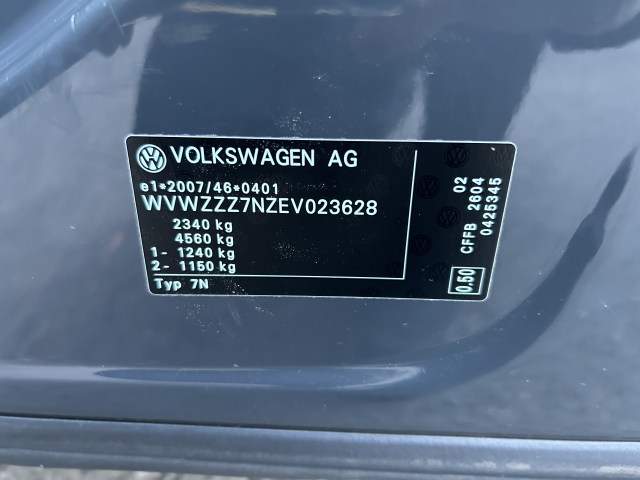 VOLKSWAGEN AG
e1*2007/46*0401
WVWZZZ7NZEV023628
2340 kg
4560 kg
1- 1240 kg
2- 1150 kg
Typ 7N
02
CFFB 2604
0425345
0.50